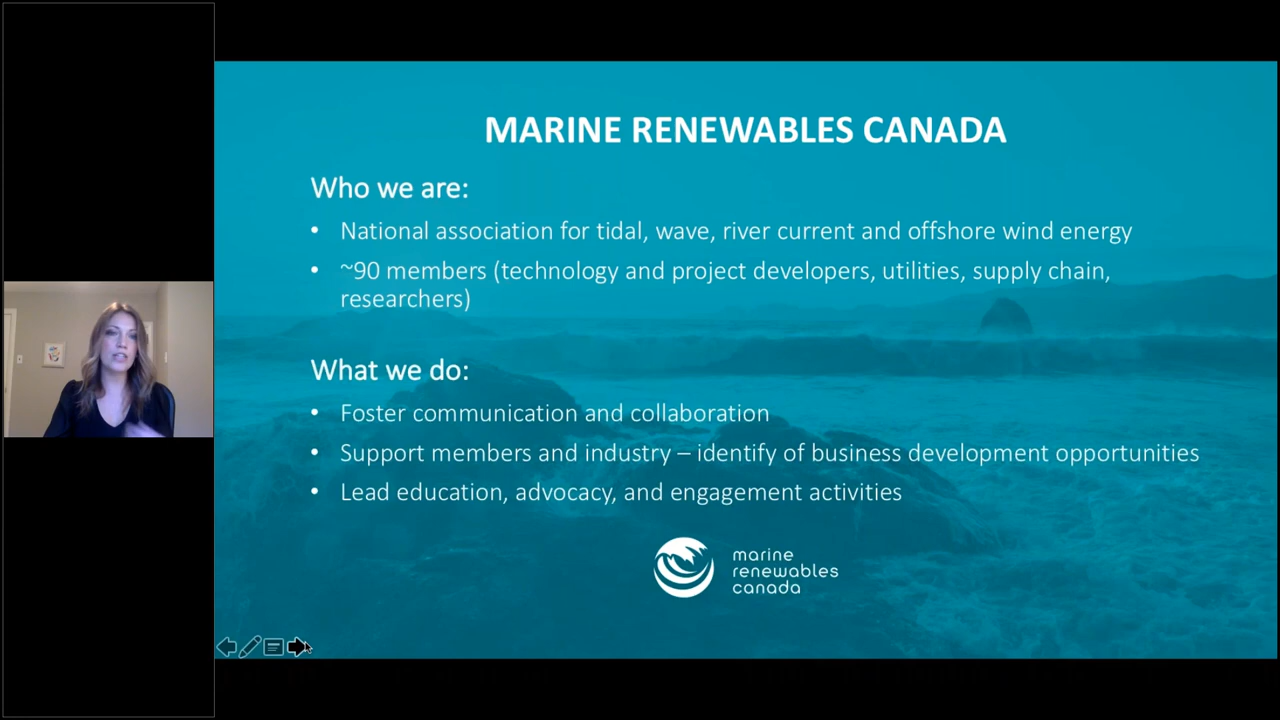 MARINE RENEWABLES CANADA
Who we are:
• National association for tidal, wave, river current and offshore wind energy
• ~90 members (technology and project developers, utilities, supply chain,
researchers)
What we do:
• Foster communication and collaboration
• Support members and industry – identify of business development opportunities
• Lead education, advocacy, and engagement activities
marine
renewables
canada